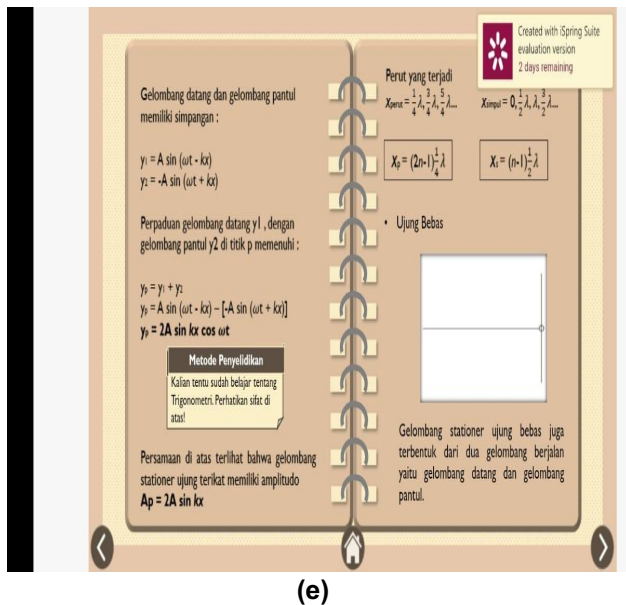 Created with iSpring Suite
evaluation version
2 days remaining
Gelombang datang dan gelombang pantul
memiliki simpangan :
y₁ = A sin (ωt - kx)
y₂ = -A sin (ωt + kx)
Perpaduan gelombang datang y1 , dengan
gelombang pantul y2 di titik p memenuhi :
yₚ = y₁ + y₂
yₚ = A sin (ωt - kx) – [-A sin (ωt + kx)]
yₚ = 2A sin kx cos ωt
Metode Penyelidikan
Kalian tentu sudah belajar tentang
Trigonometri. Perhatikan sifat di
atas!
Persamaan di atas terlihat bahwa gelombang
stationer ujung terikat memiliki amplitudo
Ap = 2A sin kx
Perut yang terjadi
Xperut = 1/4 λ, 3/4 λ, 5/4 λ... Xsimpul = 0, 1/2 λ, λ, 3/2 λ...
Xₚ = (2n-1) 1/4 λ Xₛ = (n-1) 1/2 λ
• Ujung Bebas
Gelombang stationer ujung bebas juga
terbentuk dari dua gelombang berjalan
yaitu gelombang datang dan gelombang
pantul.
(e)